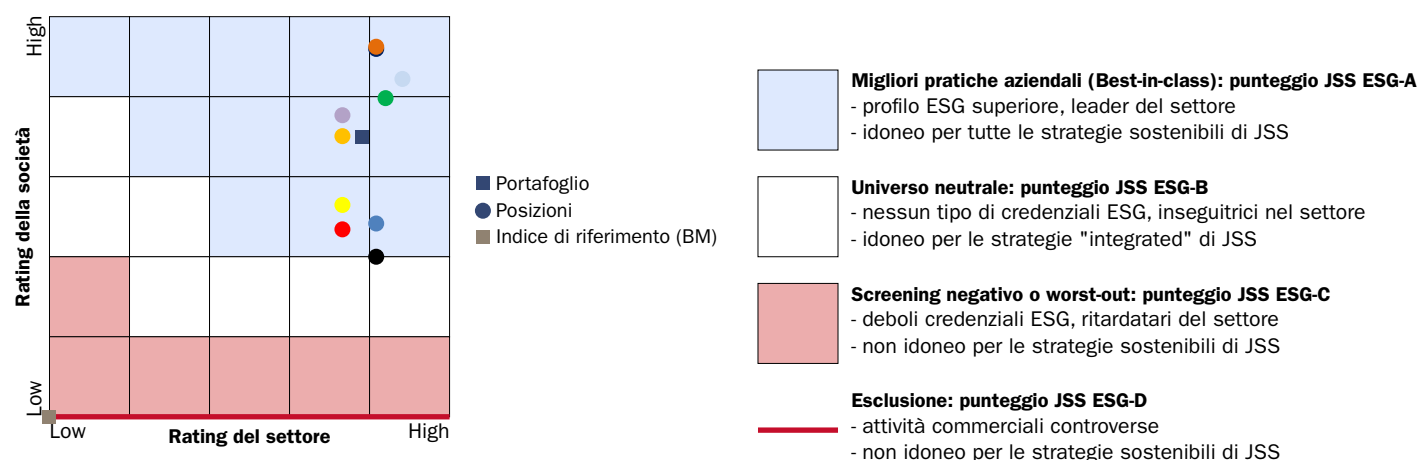 High
Rating della società
Low
Low
Rating del settore
High
Portafoglio
Posizioni
Indice di riferimento (BM)
Migliori pratiche aziendali (Best-in-class): punteggio JSS ESG-A
- profilo ESG superiore, leader del settore
- idoneo per tutte le strategie sostenibili di JSS
Universo neutrale: punteggio JSS ESG-B
- nessun tipo di credenziali ESG, inseguitrici nel settore
- idoneo per le strategie "integrated" di JSS
Screening negativo o worst-out: punteggio JSS ESG-C
- deboli credenziali ESG, ritardatari del settore
- non idoneo per le strategie sostenibili di JSS
Esclusione: punteggio JSS ESG-D
- attività commerciali controverse
- non idoneo per le strategie sostenibili di JSS